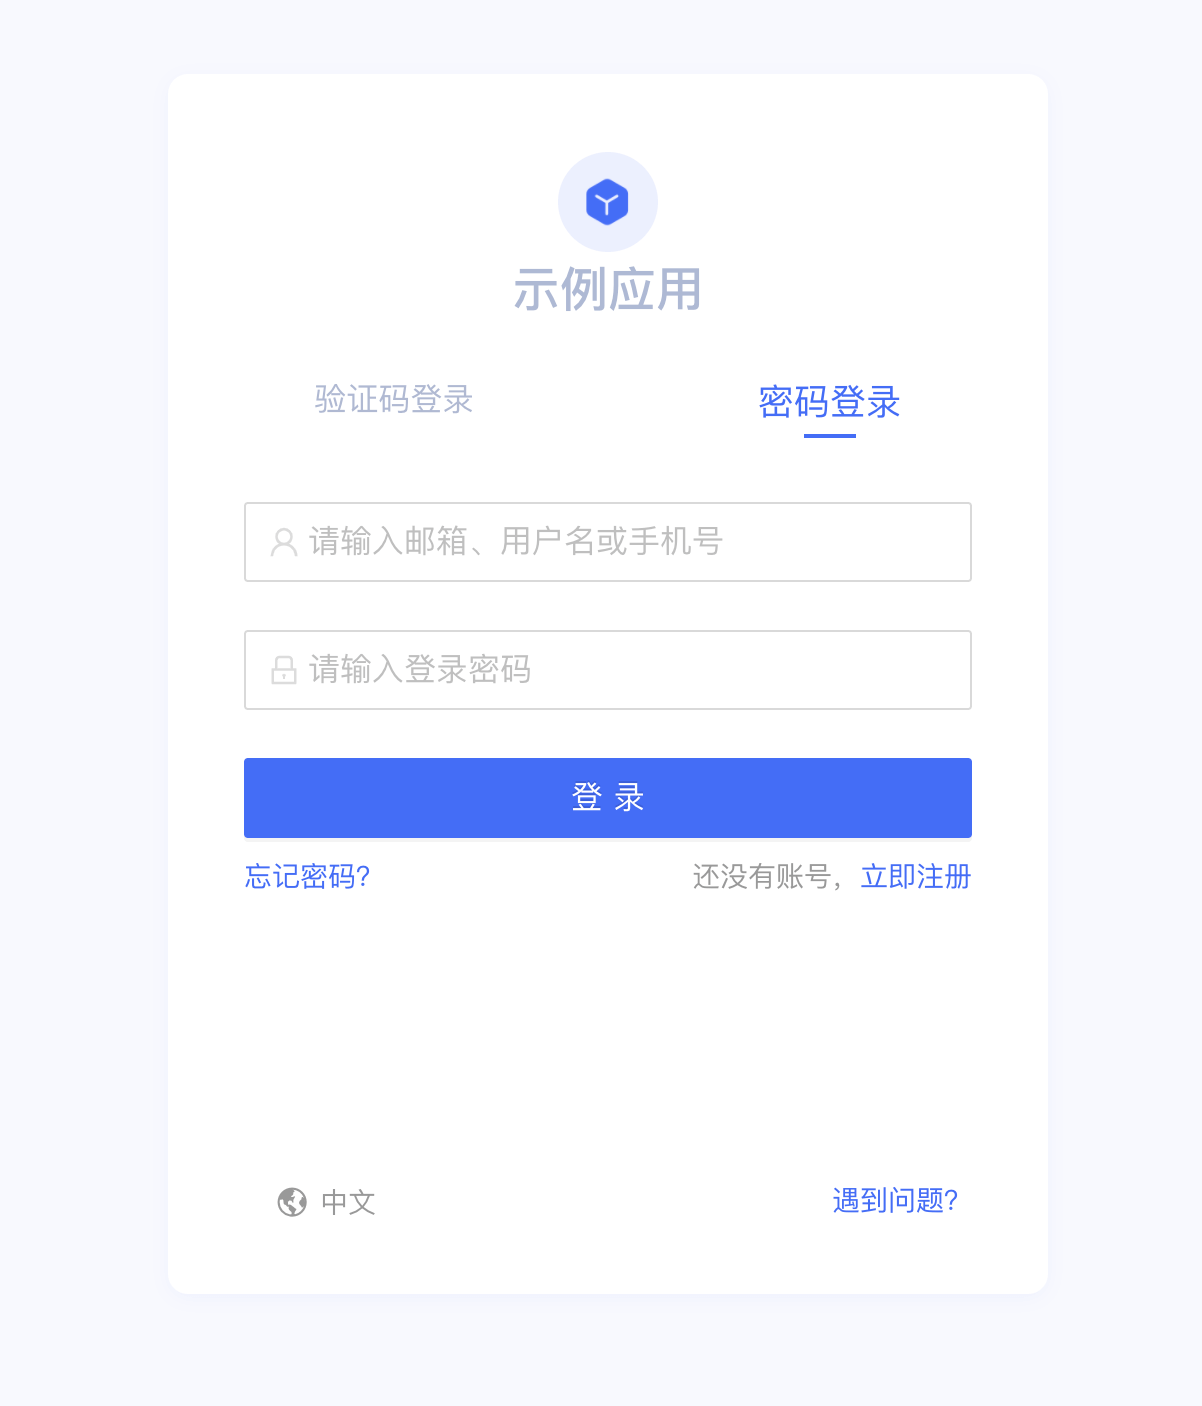 示例应用
验证码登录 密码登录
请输入邮箱、用户名或手机号
请输入登录密码
登 录
忘记密码? 还没有账号，立即注册
中文 遇到问题?